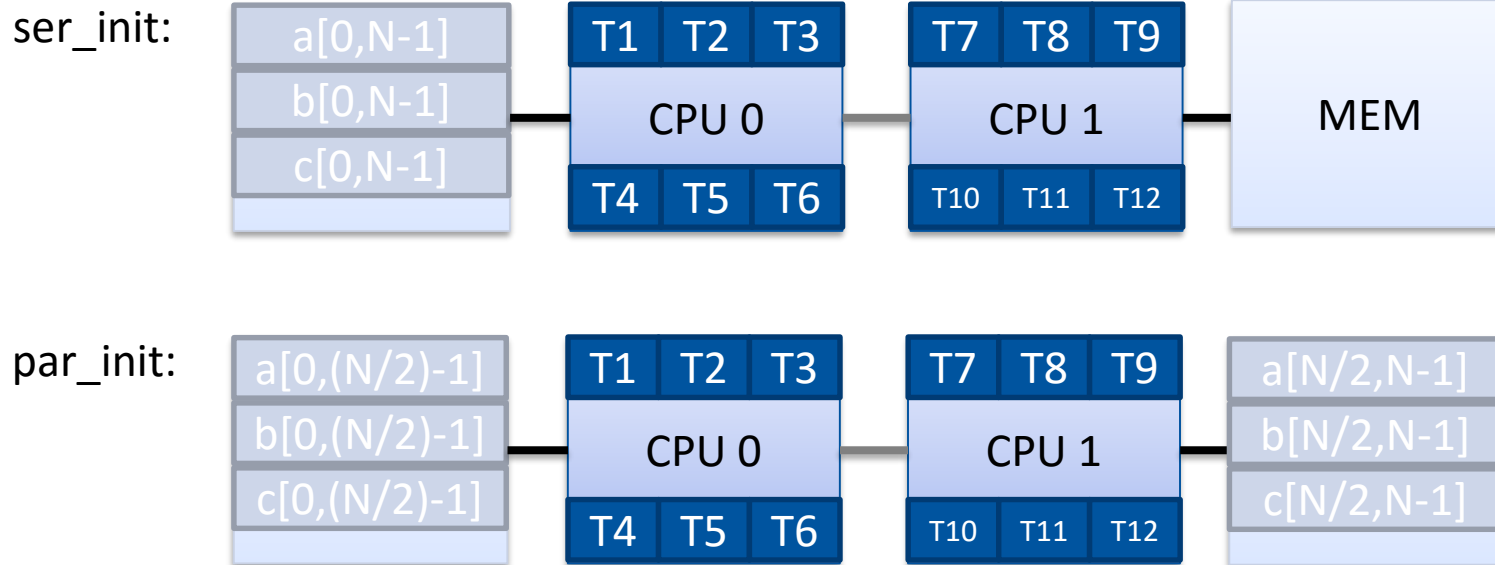 ser_init:
a[0,N-1]
b[0,N-1]
c[0,N-1]
T1 T2 T3
CPU 0
T4 T5 T6
T7 T8 T9
CPU 1
T10 T11 T12
MEM
par_init:
a[0,(N/2)-1]
b[0,(N/2)-1]
c[0,(N/2)-1]
T1 T2 T3
CPU 0
T4 T5 T6
T7 T8 T9
CPU 1
T10 T11 T12
a[N/2,N-1]
b[N/2,N-1]
c[N/2,N-1]